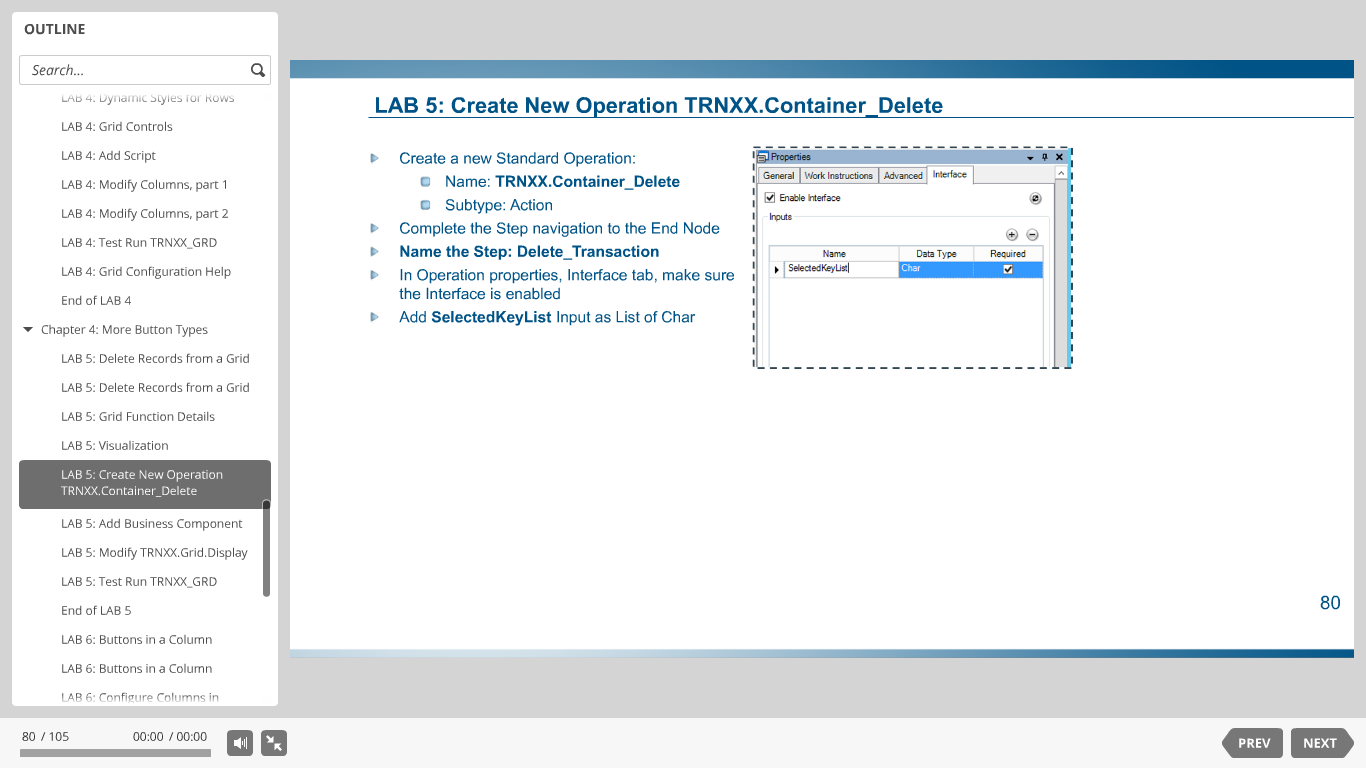 OUTLINE
Search...
LAB 4: Dynamic Styles for Rows
LAB 4: Grid Controls
LAB 4: Add Script
LAB 4: Modify Columns, part 1
LAB 4: Modify Columns, part 2
LAB 4: Test Run TRNXX_GRD
LAB 4: Grid Configuration Help
End of LAB 4
Chapter 4: More Button Types
LAB 5: Delete Records from a Grid
LAB 5: Delete Records from a Grid
LAB 5: Grid Function Details
LAB 5: Visualization
LAB 5: Create New Operation
TRNXX.Container_Delete
LAB 5: Add Business Component
LAB 5: Modify TRNXX.Grid.Display
LAB 5: Test Run TRNXX_GRD
End of LAB 5
LAB 6: Buttons in a Column
LAB 6: Buttons in a Column
LAB 6: Configure Columns in
LAB 5: Create New Operation TRNXX.Container_Delete
Create a new Standard Operation:
Name: TRNXX.Container_Delete
Subtype: Action
Complete the Step navigation to the End Node
Name the Step: Delete_Transaction
In Operation properties, Interface tab, make sure
the Interface is enabled
Add SelectedKeyList Input as List of Char
Properties
General Work Instructions Advanced Interface
Enable Interface
Inputs
Name Data Type Required
SelectedKeyList Char
80
80 / 105 00:00 / 00:00
PREV NEXT